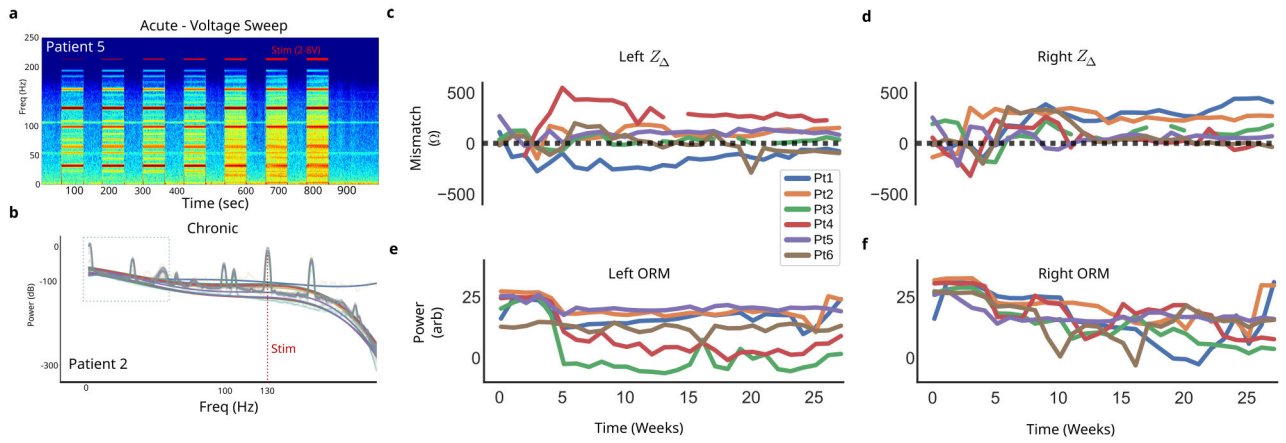 a
Acute - Voltage Sweep
250
200
150
100
50
0
Freq (Hz)
Patient 5
Stim (2-8V)
100 200 300 400 600 700 800 900
Time (sec)
b
Chronic
0
-100
-300
Power (dB)
Patient 2
Stim
0 100 130
Freq (Hz)
c
Left Z_Δ
500
0
−500
Mismatch
(Ω)
Pt1
Pt2
Pt3
Pt4
Pt5
Pt6
d
Right Z_Δ
500
0
−500
e
Left ORM
25
0
Power
(arb)
0 5 10 15 20 25
Time (Weeks)
f
Right ORM
25
0
0 5 10 15 20 25
Time (Weeks)